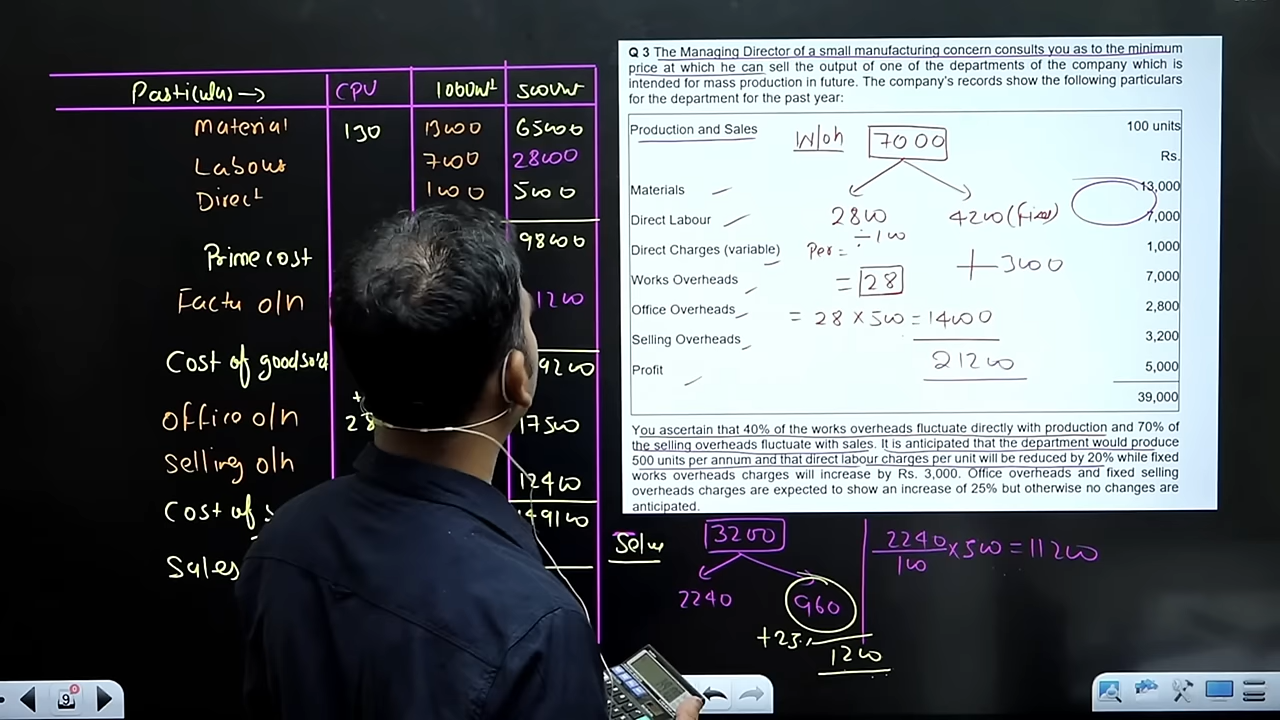 Particulars → CPU 1000unit 500unit
Material 130 13000 65000
Labour 7000 28000
Direct 1000 5000
Prime cost 98000
Facto o/h 1200
Cost of goods sold 9200
Office o/h 28 17500
Selling o/h 12400
Cost of s 149100
Sales
Q 3 The Managing Director of a small manufacturing concern consults you as to the minimum
price at which he can sell the output of one of the departments of the company which is
intended for mass production in future. The company's records show the following particulars
for the department for the past year:
Production and Sales 100 units
Rs.
Materials 13,000
Direct Labour 7,000
Direct Charges (variable) 1,000
Works Overheads 7,000
Office Overheads 2,800
Selling Overheads 3,200
Profit 5,000
39,000
W/oh 7000
2800 4200 (fixed)
÷ 100
Per = + 3000
= 28
= 28 × 500 = 14000
21200
You ascertain that 40% of the works overheads fluctuate directly with production and 70% of
the selling overheads fluctuate with sales. It is anticipated that the department would produce
500 units per annum and that direct labour charges per unit will be reduced by 20% while fixed
works overheads charges will increase by Rs. 3,000. Office overheads and fixed selling
overheads charges are expected to show an increase of 25% but otherwise no changes are
anticipated.
3200
2240 960
+25%
1200
2240/100 × 500 = 11200
9